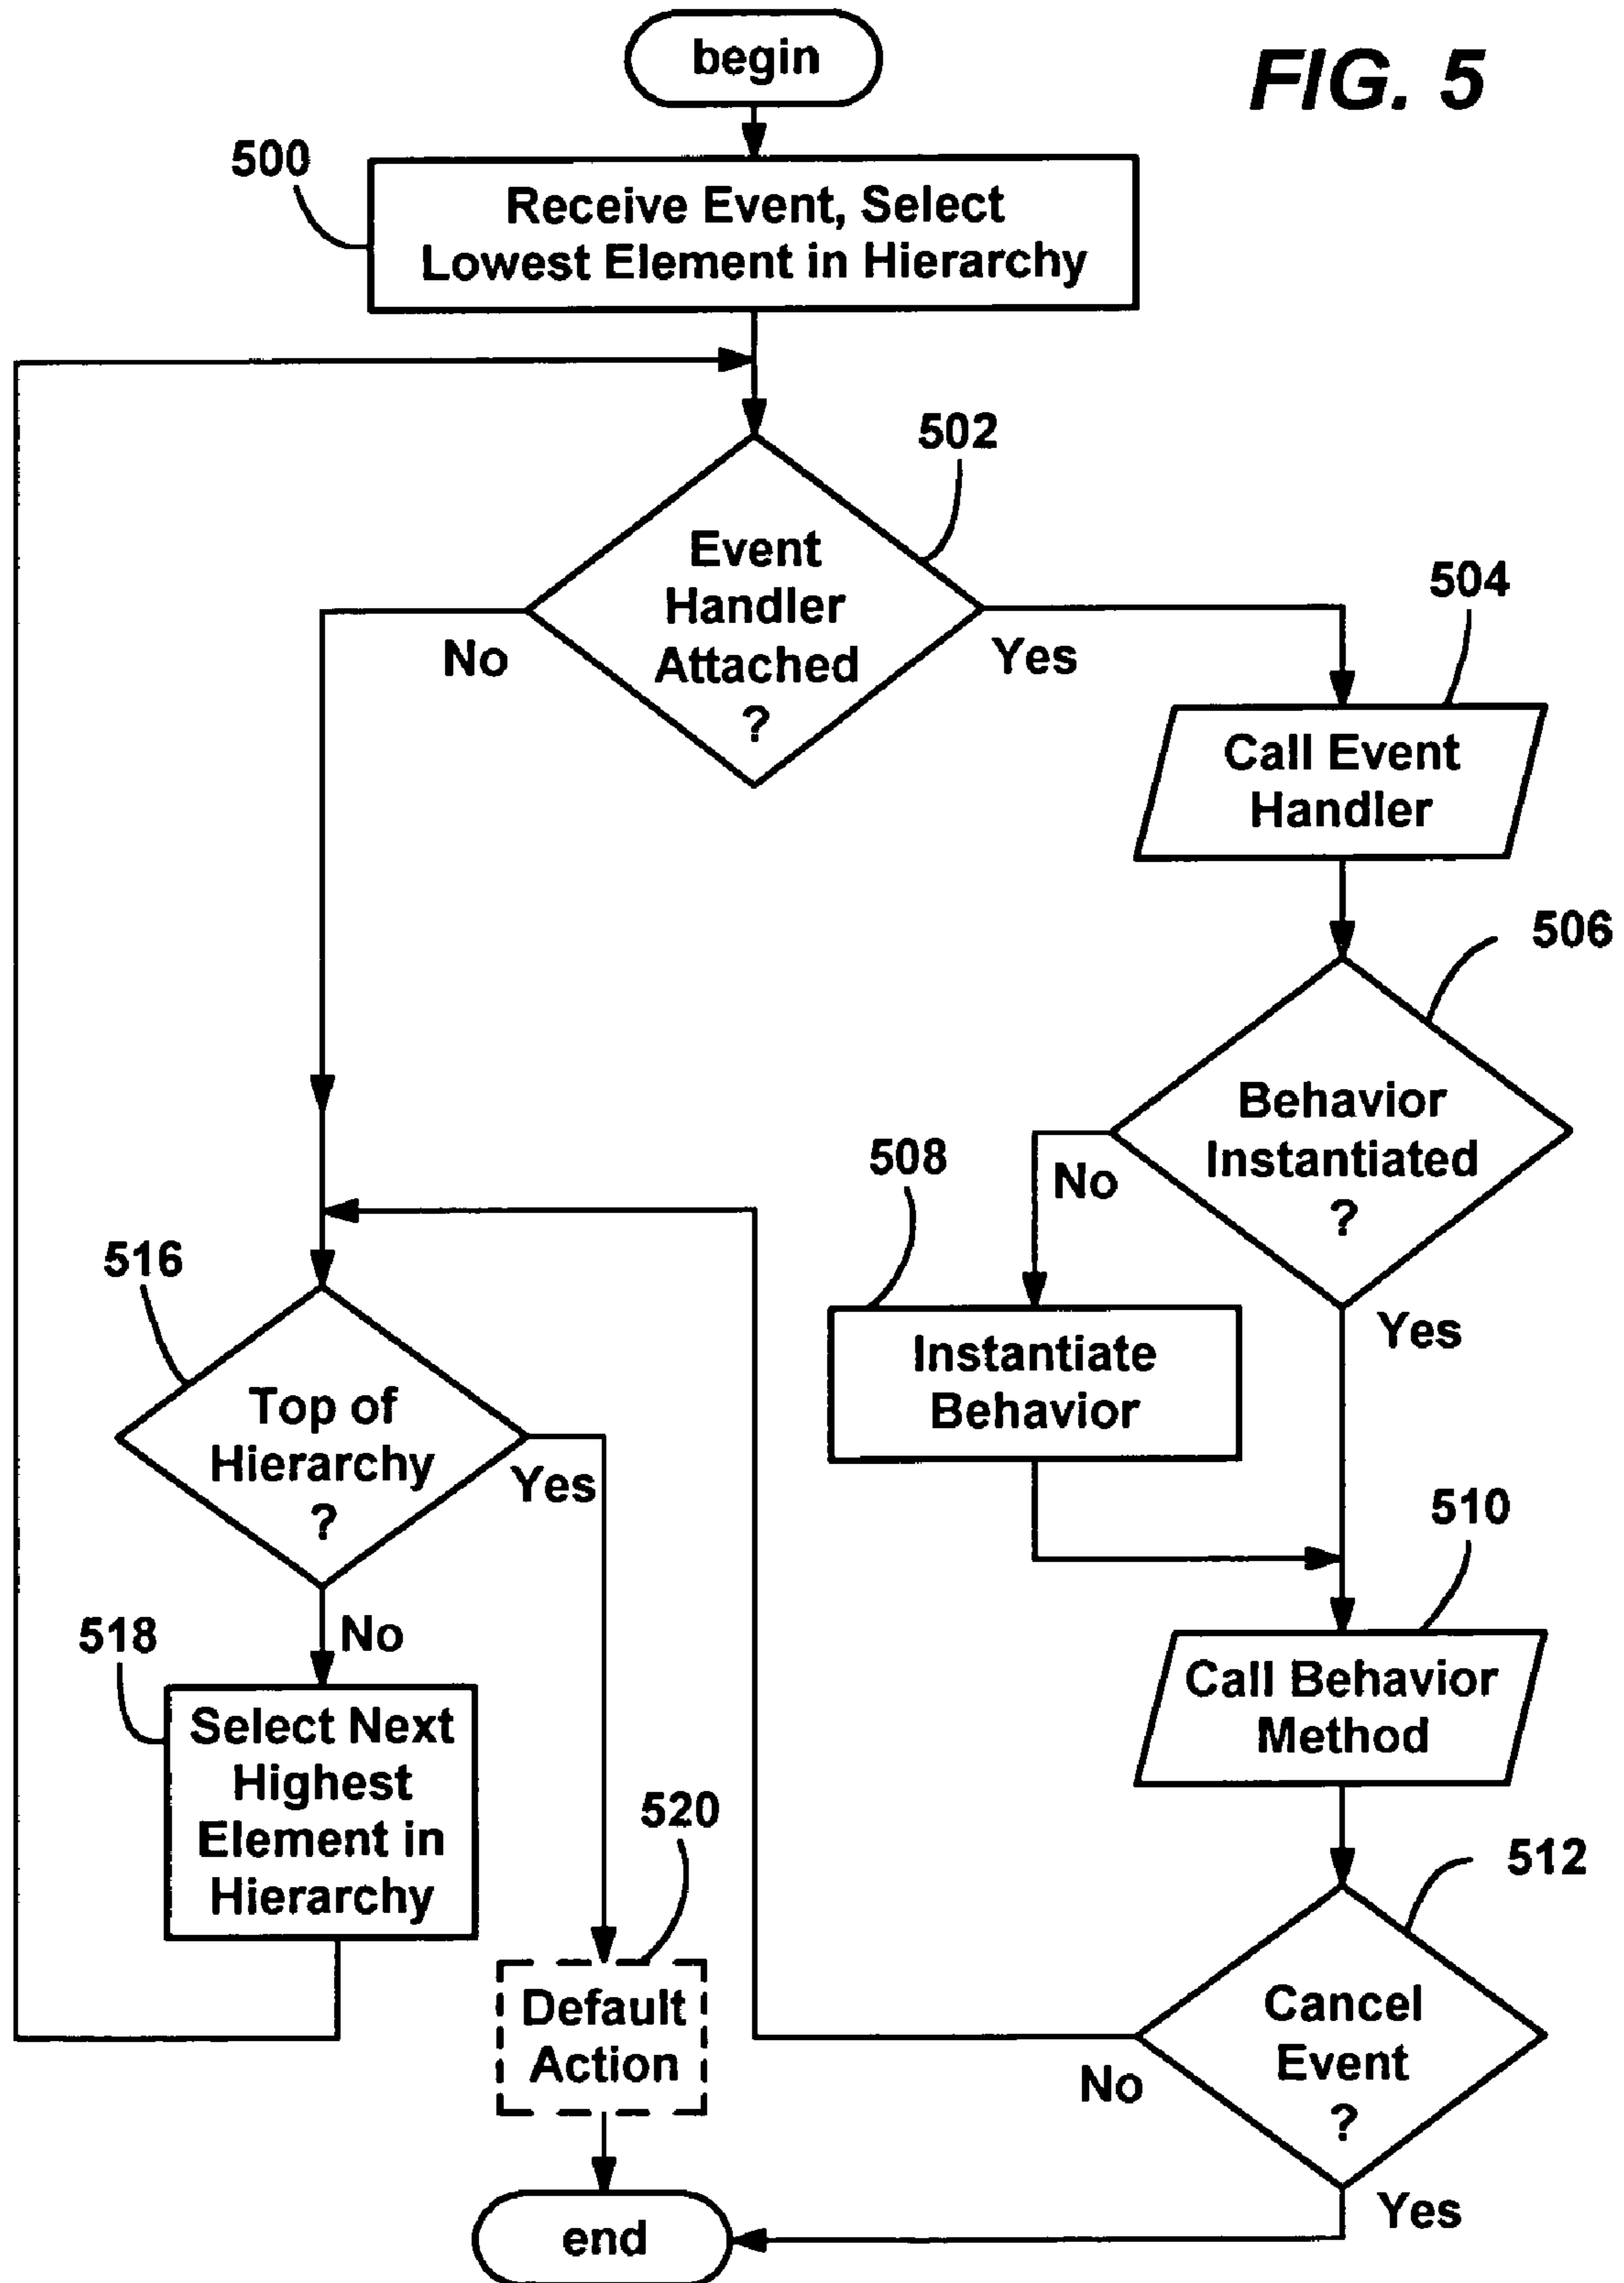 begin
FIG. 5
500
Receive Event, Select
Lowest Element in Hierarchy
502
Event
Handler
Attached
?
No
Yes
504
Call Event
Handler
506
Behavior
Instantiated
?
No
Yes
508
Instantiate
Behavior
516
Top of
Hierarchy
?
Yes
No
510
Call Behavior
Method
518
Select Next
Highest
Element in
Hierarchy
520
Default
Action
512
Cancel
Event
?
No
Yes
end